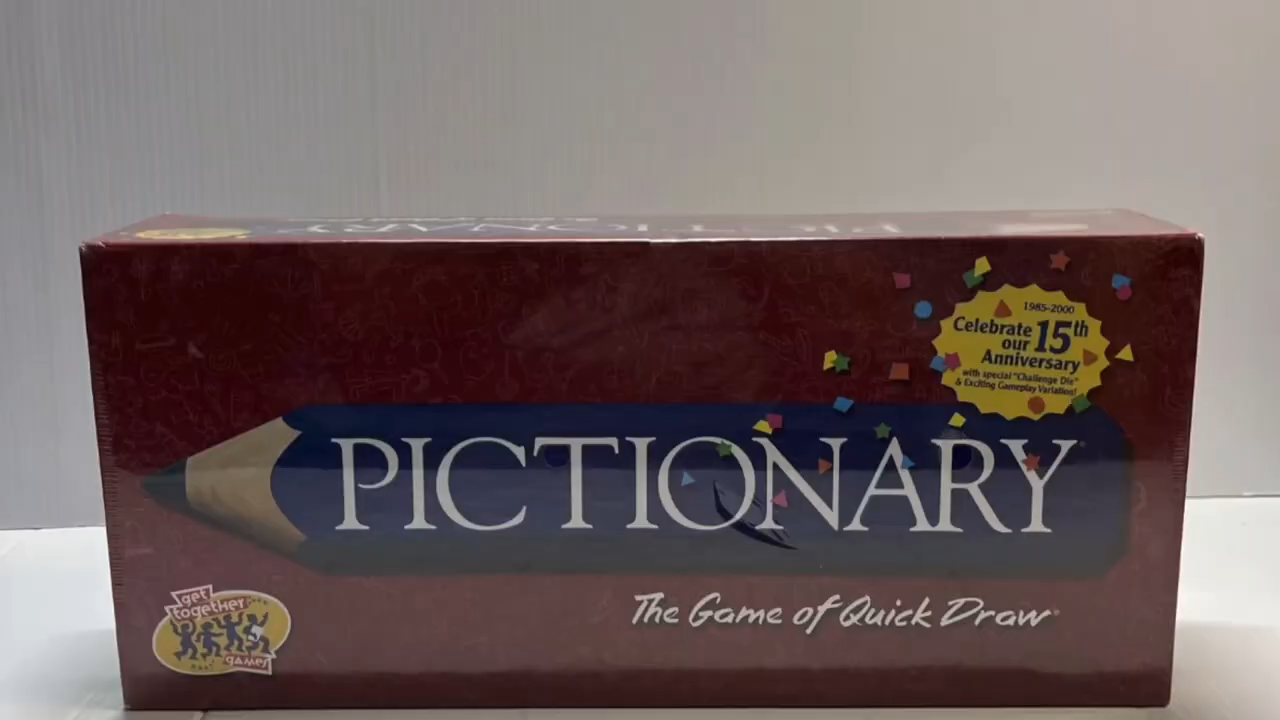 PICTIONARY
1985-2000
Celebrate 15th
our
Anniversary
with special "Challenge Die"
& Exciting Gameplay Variation!
PICTIONARY
The Game of Quick Draw
get
together
games